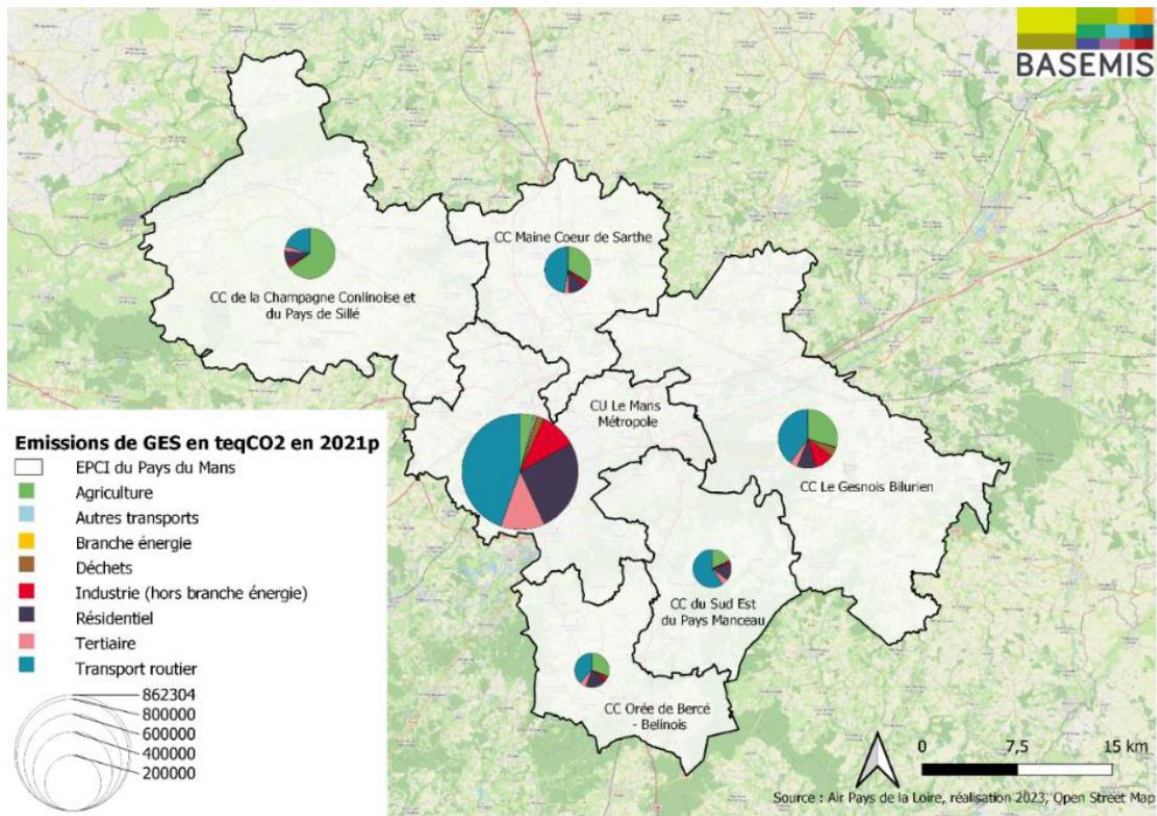 BASEMIS
CC Maine Coeur de Sarthe
CC de la Champagne Conlinoise et
du Pays de Sillé
CU Le Mans
Métropole
CC Le Gesnois Bilurien
CC du Sud Est
du Pays Manceau
CC Orée de Bercé
- Belinois
Emissions de GES en teqCO2 en 2021p
EPCI du Pays du Mans
Agriculture
Autres transports
Branche énergie
Déchets
Industrie (hors branche énergie)
Résidentiel
Tertiaire
Transport routier
862304
800000
600000
400000
200000
0 7,5 15 km
Source : Air Pays de la Loire, réalisation 2023, Open Street Map